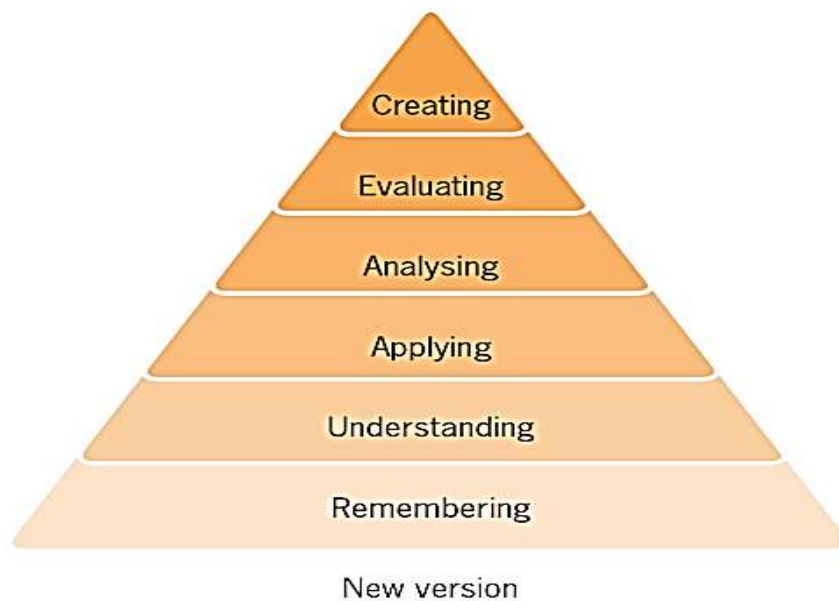 Creating
Evaluating
Analysing
Applying
Understanding
Remembering
New version